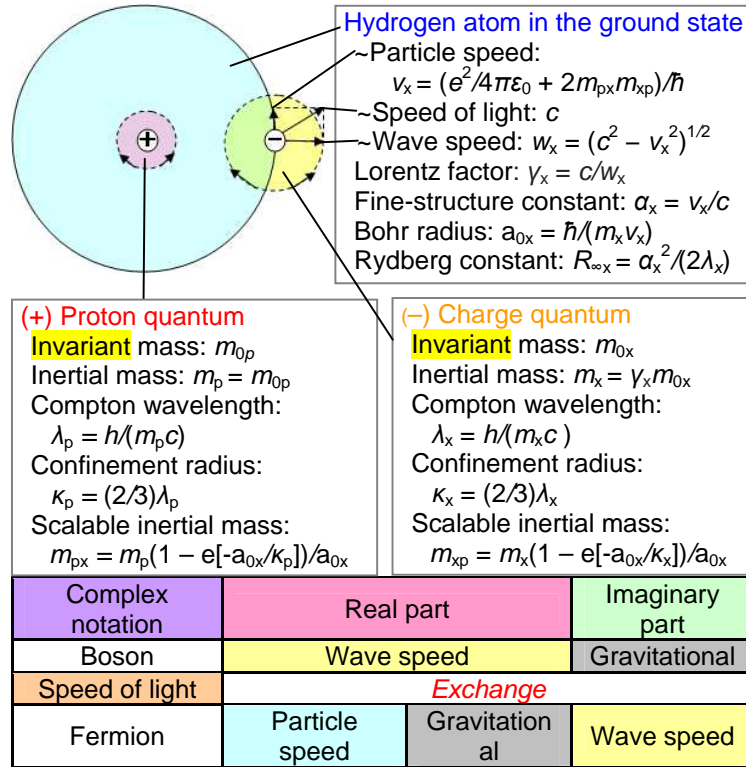 Hydrogen atom in the ground state
~Particle speed:
vₓ = (e²/4πε₀ + 2mₚₓmₓₚ)/ħ
~Speed of light: c
~Wave speed: wₓ = (c² − vₓ²)¹/²
Lorentz factor: γₓ = c/wₓ
Fine-structure constant: αₓ = vₓ/c
Bohr radius: a₀ₓ = ħ/(mₓvₓ)
Rydberg constant: R∞ₓ = αₓ²/(2λₓ)
+
−
(+) Proton quantum
Invariant mass: m₀ₚ
Inertial mass: mₚ = m₀ₚ
Compton wavelength:
λₚ = h/(mₚc)
Confinement radius:
κₚ = (2/3)λₚ
Scalable inertial mass:
mₚₓ = mₚ(1 − e[-a₀ₓ/κₚ])/a₀ₓ
(−) Charge quantum
Invariant mass: m₀ₓ
Inertial mass: mₓ = γₓm₀ₓ
Compton wavelength:
λₓ = h/(mₓc )
Confinement radius:
κₓ = (2/3)λₓ
Scalable inertial mass:
mₓₚ = mₓ(1 − e[-a₀ₓ/κₓ])/a₀ₓ
Complex
notation
Real part
Imaginary
part
Boson
Wave speed
Gravitational
Speed of light
Exchange
Fermion
Particle
speed
Gravitation
al
Wave speed